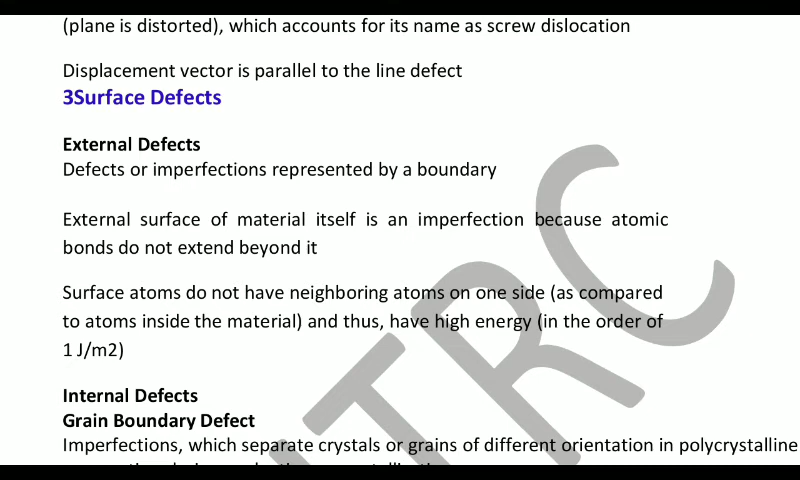 (plane is distorted), which accounts for its name as screw dislocation
Displacement vector is parallel to the line defect
3Surface Defects
External Defects
Defects or imperfections represented by a boundary
External surface of material itself is an imperfection because atomic
bonds do not extend beyond it
Surface atoms do not have neighboring atoms on one side (as compared
to atoms inside the material) and thus, have high energy (in the order of
1 J/m2)
Internal Defects
Grain Boundary Defect
Imperfections, which separate crystals or grains of different orientation in polycrystalline
TRC